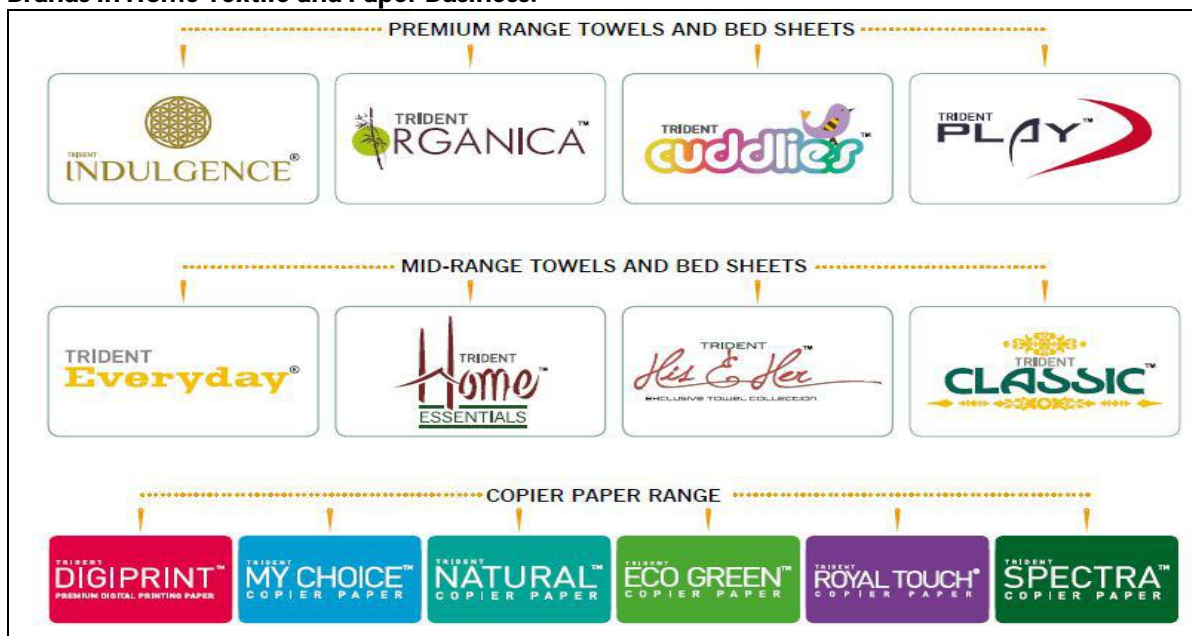 Brands in Home Textile and Paper Business:
PREMIUM RANGE TOWELS AND BED SHEETS
TRIDENT
INDULGENCE®
TRIDENT
ORGANICA™
TRIDENT
cuddlies™
TRIDENT
PLAY™
MID-RANGE TOWELS AND BED SHEETS
TRIDENT
Everyday®
TRIDENT
Home™
ESSENTIALS
TRIDENT™
His & Her
EXCLUSIVE TOWEL COLLECTION
TRIDENT
CLASSIC™
COPIER PAPER RANGE
TRIDENT
DIGIPRINT™
PREMIUM DIGITAL PRINTING PAPER
TRIDENT
MY CHOICE™
COPIER PAPER
TRIDENT
NATURAL™
COPIER PAPER
TRIDENT
ECO GREEN™
COPIER PAPER
TRIDENT
ROYAL TOUCH®
COPIER PAPER
TRIDENT
SPECTRA™
COPIER PAPER